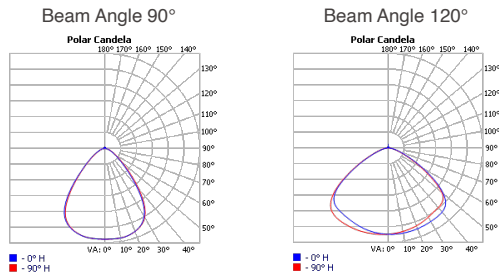 Beam Angle 90°
Polar Candela
180° 170° 160° 150° 140°
130°
120°
110°
100°
90°
80°
70°
60°
50°
VA: 0° 10° 20° 30° 40°
- 0° H
- 90° H
Beam Angle 120°
Polar Candela
180° 170° 160° 150° 140°
130°
120°
110°
100°
90°
80°
70°
60°
50°
VA: 0° 10° 20° 30° 40°
- 0° H
- 90° H